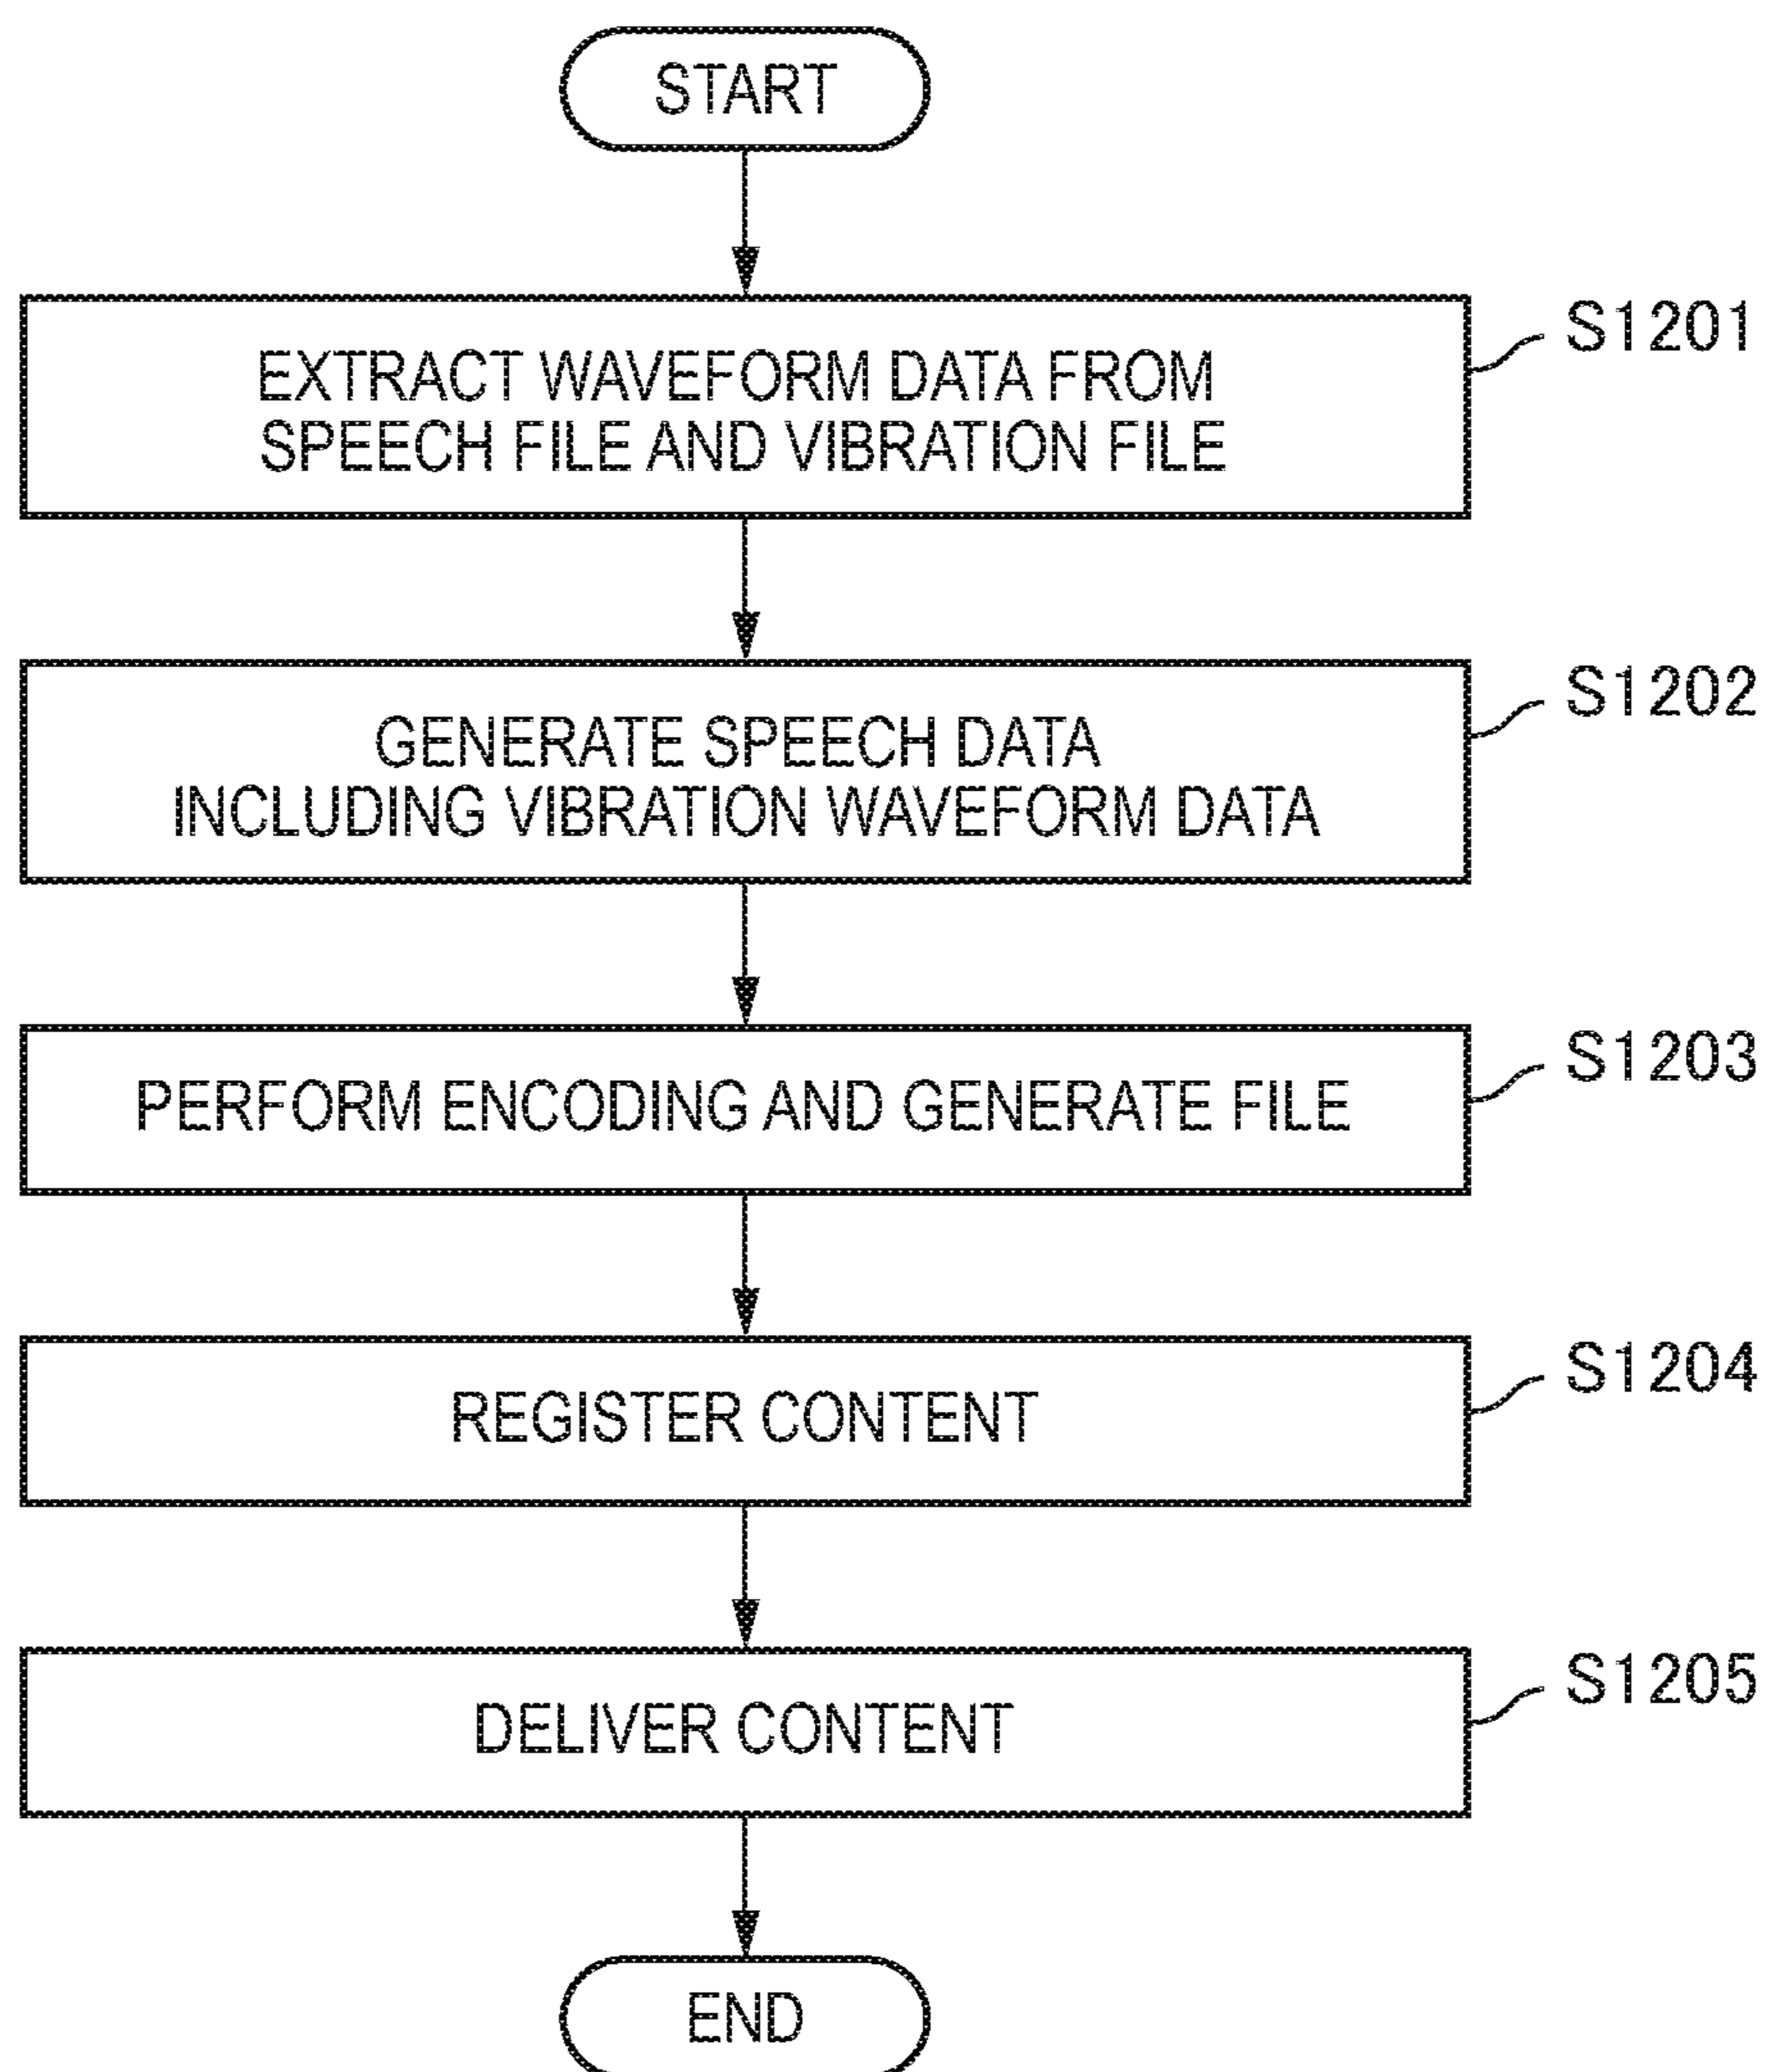 START
EXTRACT WAVEFORM DATA FROM
SPEECH FILE AND VIBRATION FILE
S1201
GENERATE SPEECH DATA
INCLUDING VIBRATION WAVEFORM DATA
S1202
PERFORM ENCODING AND GENERATE FILE
S1203
REGISTER CONTENT
S1204
DELIVER CONTENT
S1205
END